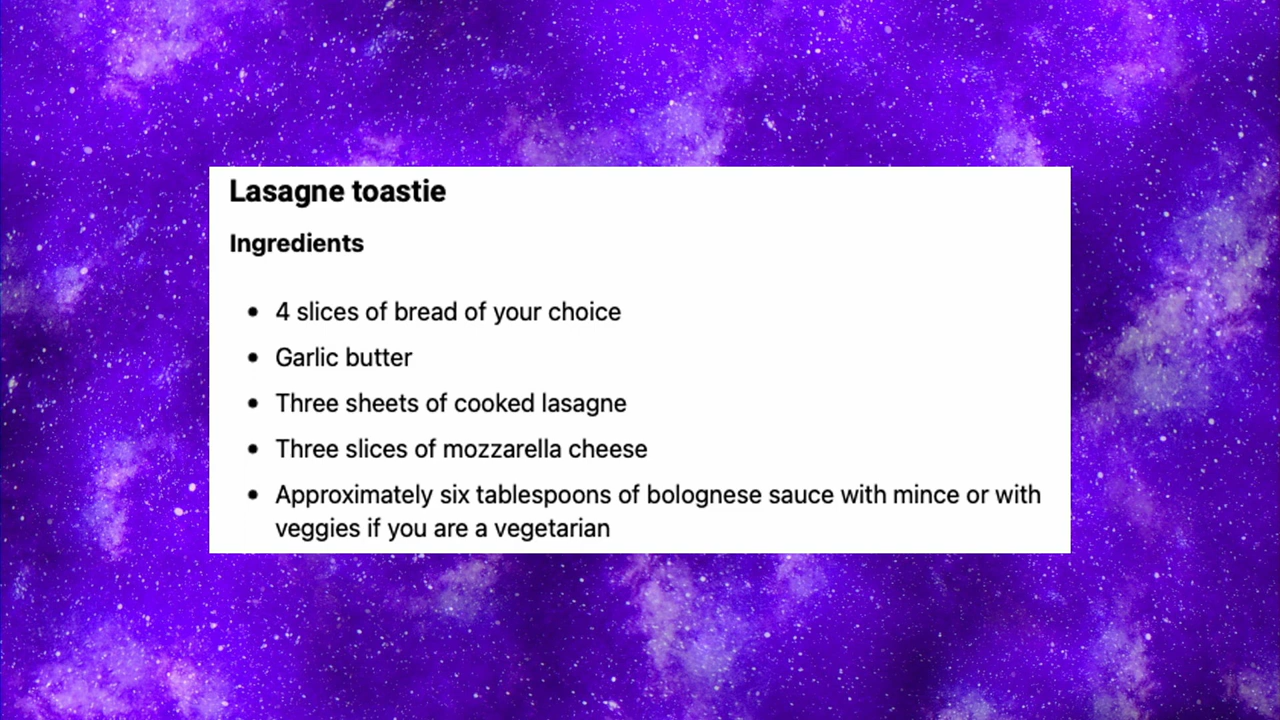 Lasagne toastie
Ingredients
• 4 slices of bread of your choice
• Garlic butter
• Three sheets of cooked lasagne
• Three slices of mozzarella cheese
• Approximately six tablespoons of bolognese sauce with mince or with
veggies if you are a vegetarian